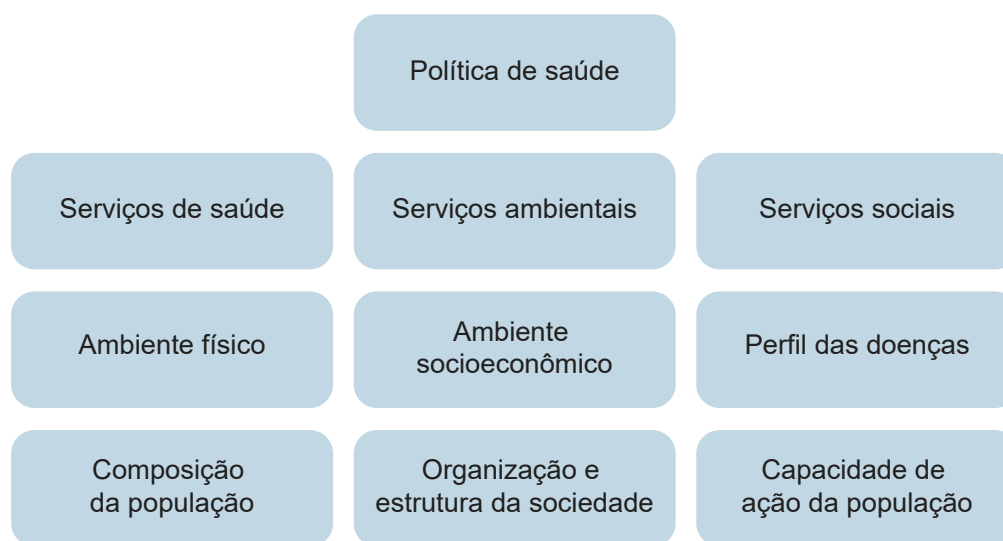 Política de saúde
Serviços de saúde
Serviços ambientais
Serviços sociais
Ambiente físico
Ambiente
socioeconômico
Perfil das doenças
Composição
da população
Organização e
estrutura da sociedade
Capacidade de
ação da população